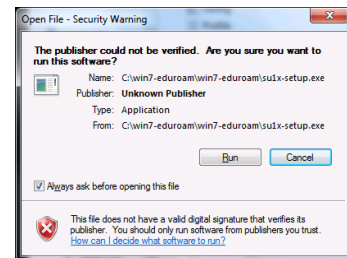 Open File - Security Warning
The publisher could not be verified. Are you sure you want to
run this software?
Name: C:\win7-eduroam\win7-eduroam\su1x-setup.exe
Publisher: Unknown Publisher
Type: Application
From: C:\win7-eduroam\win7-eduroam\su1x-setup.exe
Run Cancel
Always ask before opening this file
This file does not have a valid digital signature that verifies its
publisher. You should only run software from publishers you trust.
How can I decide what software to run?